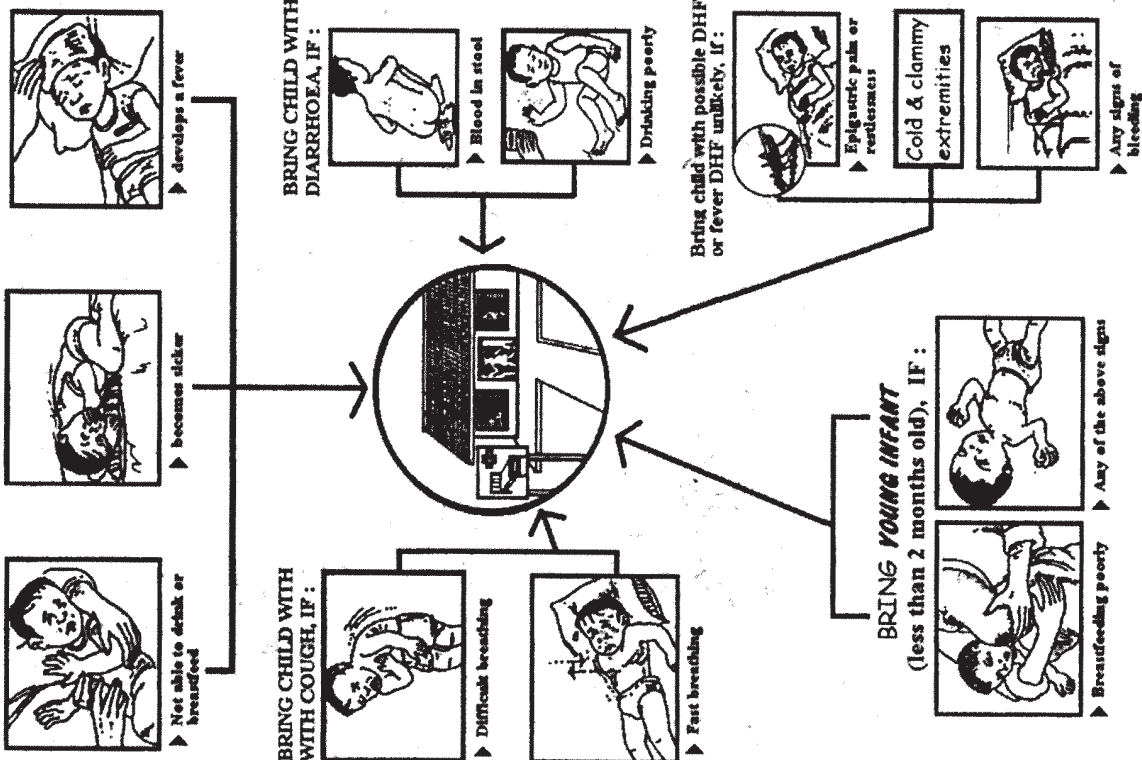 Not able to drink or
breastfeed
becomes sicker
develops a fever
BRING CHILD WITH
WITH COUGH, IF :
Difficult breathing
Fast breathing
BRING CHILD WITH
DIARRHOEA, IF :
Blood in stool
Drinking poorly
Bring child with possible DHF
or fever DHF unlikely, if :
Epigastric pain or
restlessnes
Cold & clammy
extremities
Any signs of
bleeding
BRING YOUNG INFANT
(less than 2 months old), IF :
Breastfeeding poorly
Any of the above signs